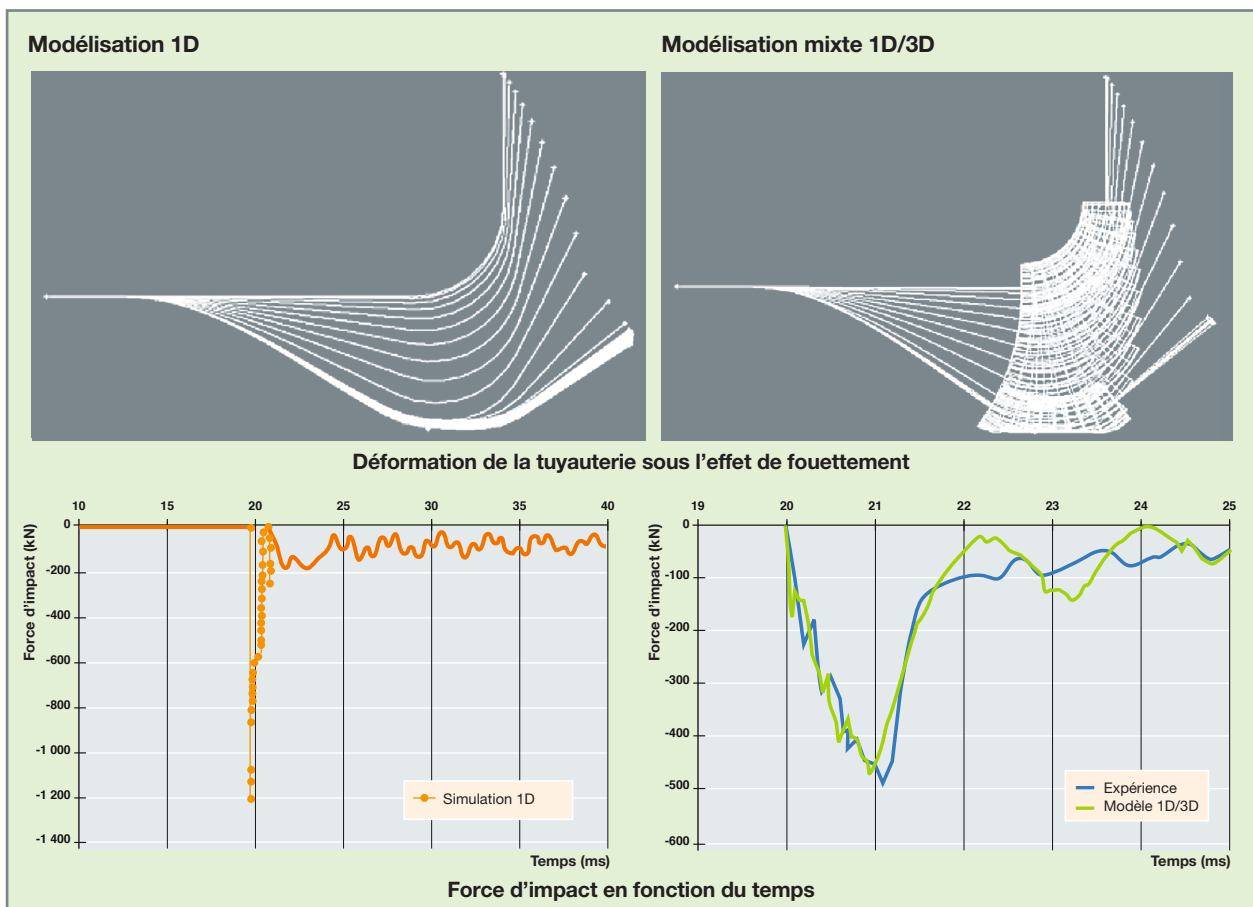 Modélisation 1D
Modélisation mixte 1D/3D
Déformation de la tuyauterie sous l'effet de fouettement
10 15 20 25 30 35 40
0
-200
-400
-600
-800
-1 000
-1 200
-1 400
Force d'impact (kN)
Simulation 1D
Temps (ms)
19 20 21 22 23 24 25
0
-100
-200
-300
-400
-500
-600
Force d'impact (kN)
Expérience
Modèle 1D/3D
Temps (ms)
Force d'impact en fonction du temps